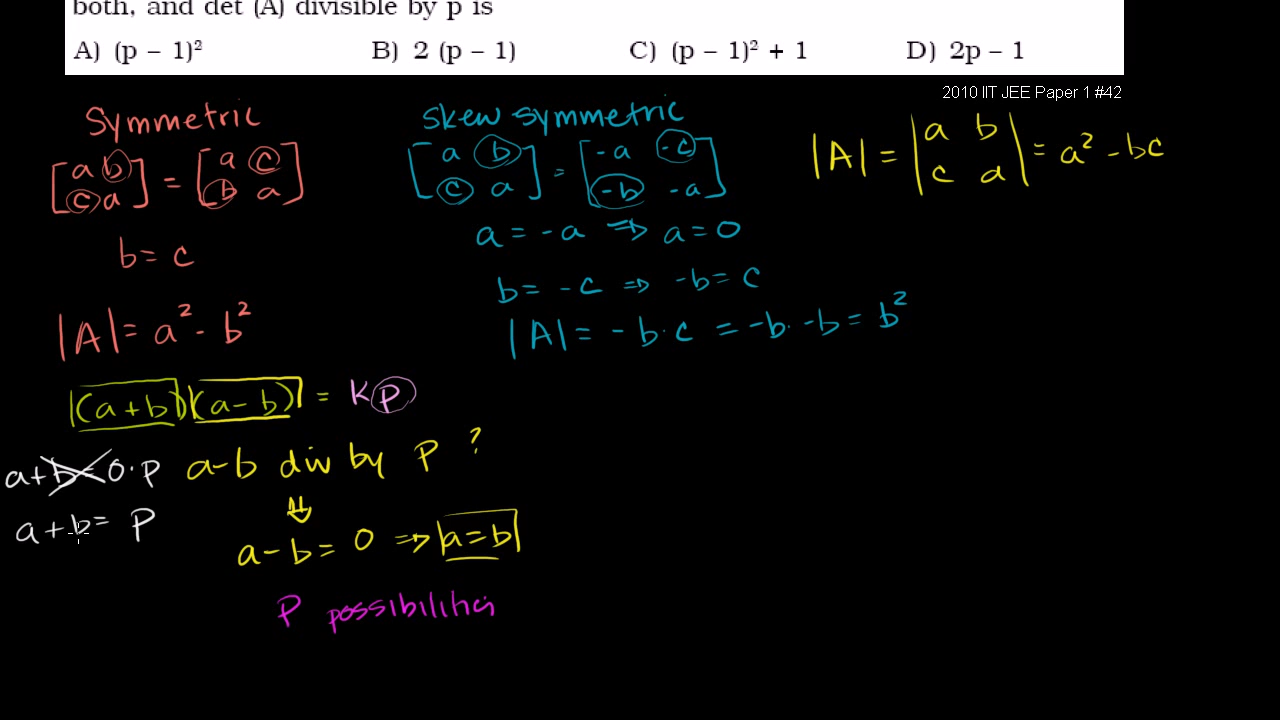 both, and det (A) divisible by p is
A) (p – 1)² B) 2 (p – 1) C) (p – 1)² + 1 D) 2p – 1
2010 IIT JEE Paper 1 #42
Symmetric
[a b
c a] = [a c
b a]
b = c
|A| = a² - b²
skew symmetric
[a b
c a] = [-a -c
-b -a]
a = -a ⇒ a = 0
b = -c ⇒ -b = c
|A| = -b·c = -b·-b = b²
|A| = |a b
c a| = a² - bc
(a+b)(a-b) = KP
a+b=0·P
a+b= P
a-b div by P ?
⇓
a-b= 0 ⇒ a=b
P possibilities